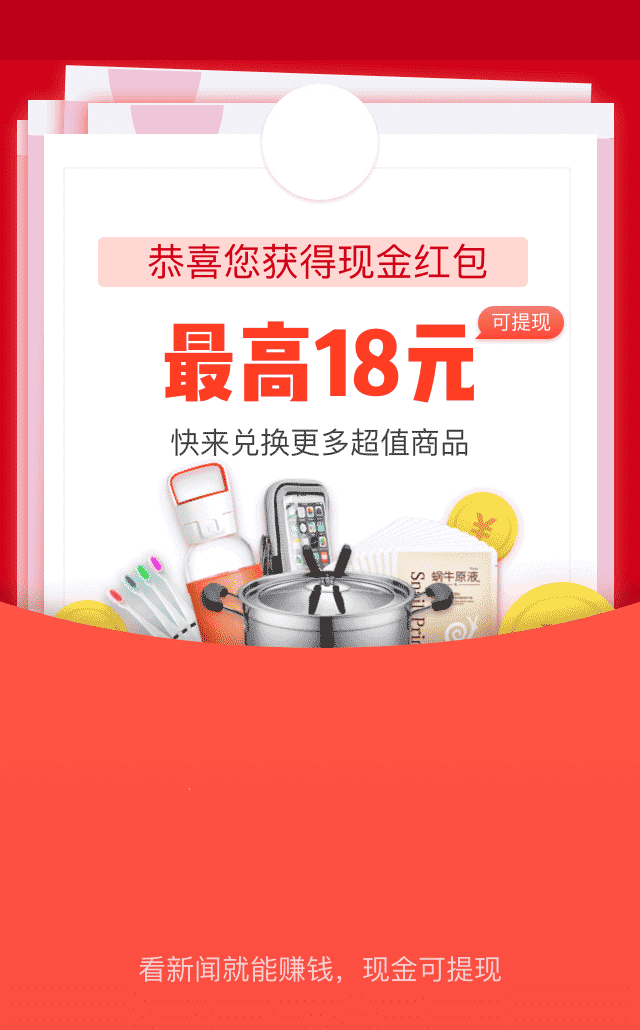 恭喜您获得现金红包
可提现
最高18元
快来兑换更多超值商品
蜗牛原液
看新闻就能赚钱，现金可提现